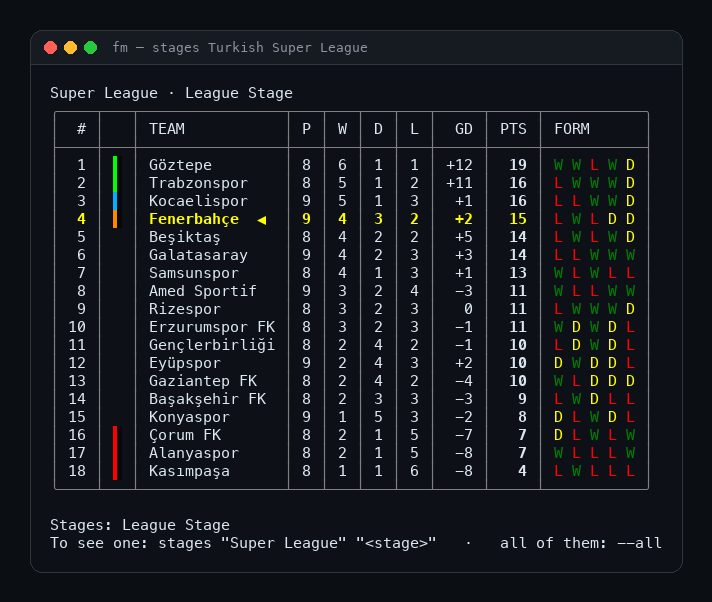 fm — stages Turkish Super League
Super League · League Stage
# TEAM P W D L GD PTS FORM
1 Göztepe 8 6 1 1 +12 19 W W L W D
2 Trabzonspor 8 5 1 2 +11 16 L W W W D
3 Kocaelispor 9 5 1 3 +1 16 L L W W D
4 Fenerbahçe ◀ 9 4 3 2 +2 15 L W L D D
5 Beşiktaş 8 4 2 2 +5 14 L W L W D
6 Galatasaray 9 4 2 3 +3 14 L L W W W
7 Samsunspor 8 4 1 3 +1 13 W L W L L
8 Amed Sportif 9 3 2 4 −3 11 W L L W W
9 Rizespor 8 3 2 3 0 11 L W W W D
10 Erzurumspor FK 8 3 2 3 −1 11 W D W D L
11 Gençlerbirliği 8 2 4 2 −1 10 L D W D L
12 Eyüpspor 9 2 4 3 +2 10 D W D D L
13 Gaziantep FK 8 2 4 2 −4 10 W L D D D
14 Başakşehir FK 8 2 3 3 −3 9 L W D L L
15 Konyaspor 9 1 5 3 −2 8 D L W D L
16 Çorum FK 8 2 1 5 −7 7 D L W L W
17 Alanyaspor 8 2 1 5 −8 7 W L L L W
18 Kasımpaşa 8 1 1 6 −8 4 L W L L L
Stages: League Stage
To see one: stages "Super League" "<stage>" · all of them: −−all